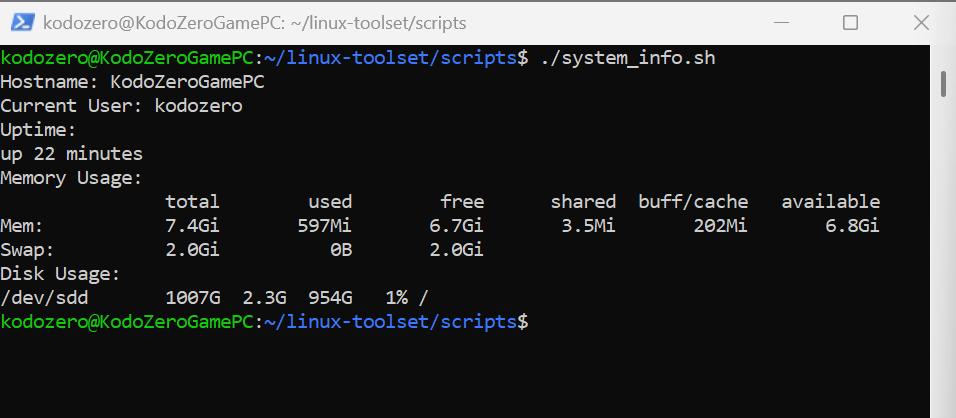 kodozero@KodoZeroGamePC: ~/linux-toolset/scripts
kodozero@KodoZeroGamePC:~/linux-toolset/scripts$ ./system_info.sh
Hostname: KodoZeroGamePC
Current User: kodozero
Uptime:
up 22 minutes
Memory Usage:
               total        used        free      shared  buff/cache   available
Mem:           7.4Gi       597Mi       6.7Gi       3.5Mi       202Mi       6.8Gi
Swap:          2.0Gi          0B       2.0Gi
Disk Usage:
/dev/sdd       1007G  2.3G  954G   1% /
kodozero@KodoZeroGamePC:~/linux-toolset/scripts$